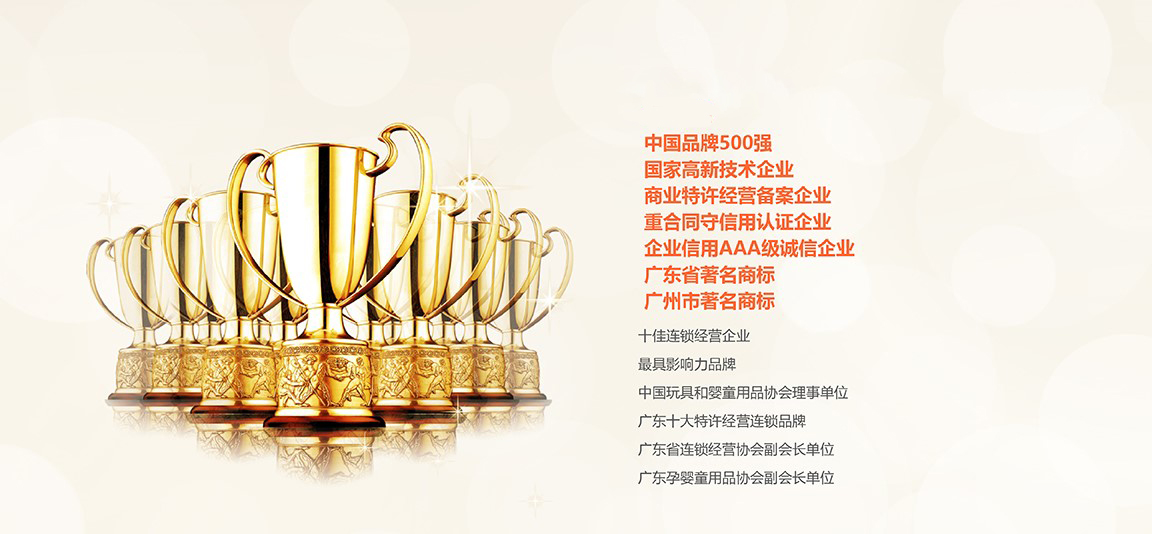 中国品牌500强
国家高新技术企业
商业特许经营备案企业
重合同守信用认证企业
企业信用AAA级诚信企业
广东省著名商标
广州市著名商标
十佳连锁经营企业
最具影响力品牌
中国玩具和婴童用品协会理事单位
广东十大特许经营连锁品牌
广东省连锁经营协会副会长单位
广东孕婴童用品协会副会长单位